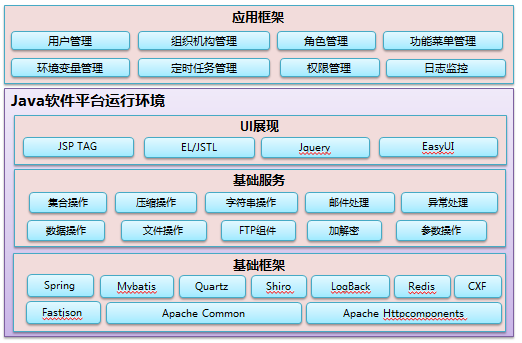 应用框架
用户管理 组织机构管理 角色管理 功能菜单管理
环境变量管理 定时任务管理 权限管理 日志监控
Java软件平台运行环境
UI展现
JSP TAG EL/JSTL Jquery EasyUI
基础服务
集合操作 压缩操作 字符串操作 邮件处理 异常处理
数据操作 文件操作 FTP组件 加解密 参数操作
基础框架
Spring Mybatis Quartz Shiro LogBack Redis CXF
Fastjson Apache Common Apache Httpcomponents